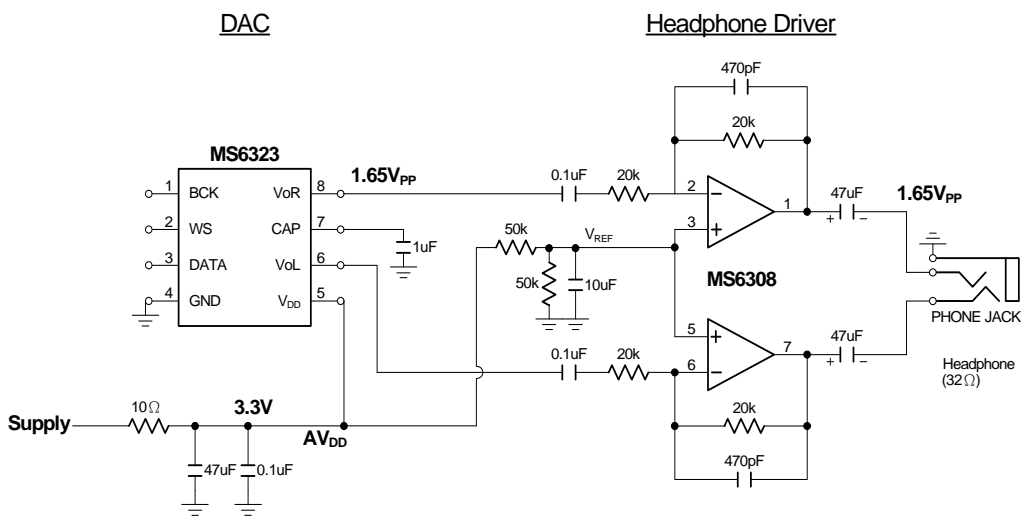 DAC
Headphone Driver
470pF
20k
MS6323
1 BCK VoR 8
2 WS CAP 7
3 DATA VoL 6
4 GND VDD 5
1.65VPP
1uF
0.1uF
20k
2
3
1
47uF
+ −
1.65VPP
50k
VREF
50k
10uF
MS6308
PHONE JACK
5
6
7
0.1uF
20k
47uF
+ −
Headphone
(32Ω)
20k
470pF
Supply
10Ω
3.3V
AVDD
47uF
0.1uF